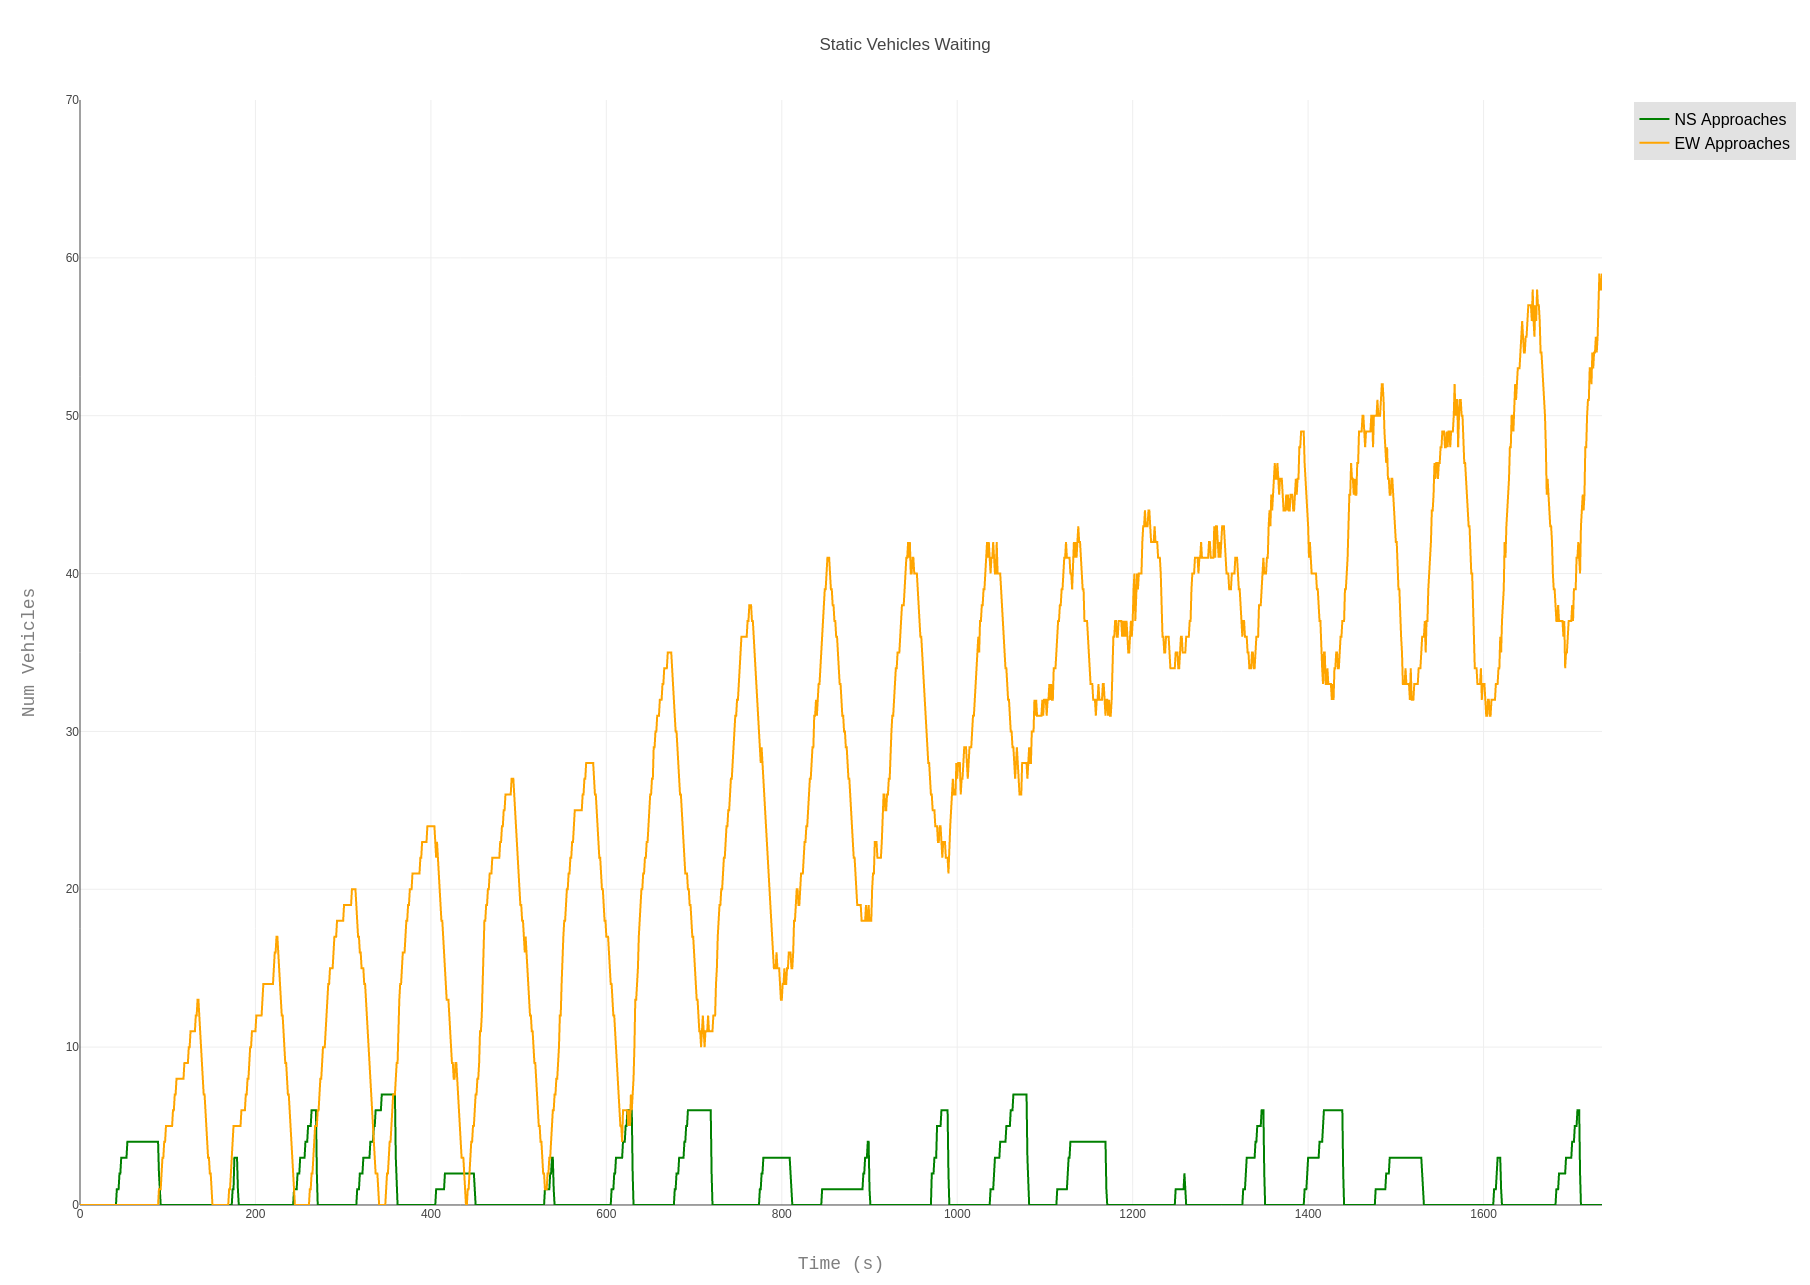 Static Vehicles Waiting
70
60
50
40
30
20
10
0
0 200 400 600 800 1000 1200 1400 1600
Num Vehicles
Time (s)
NS Approaches
EW Approaches